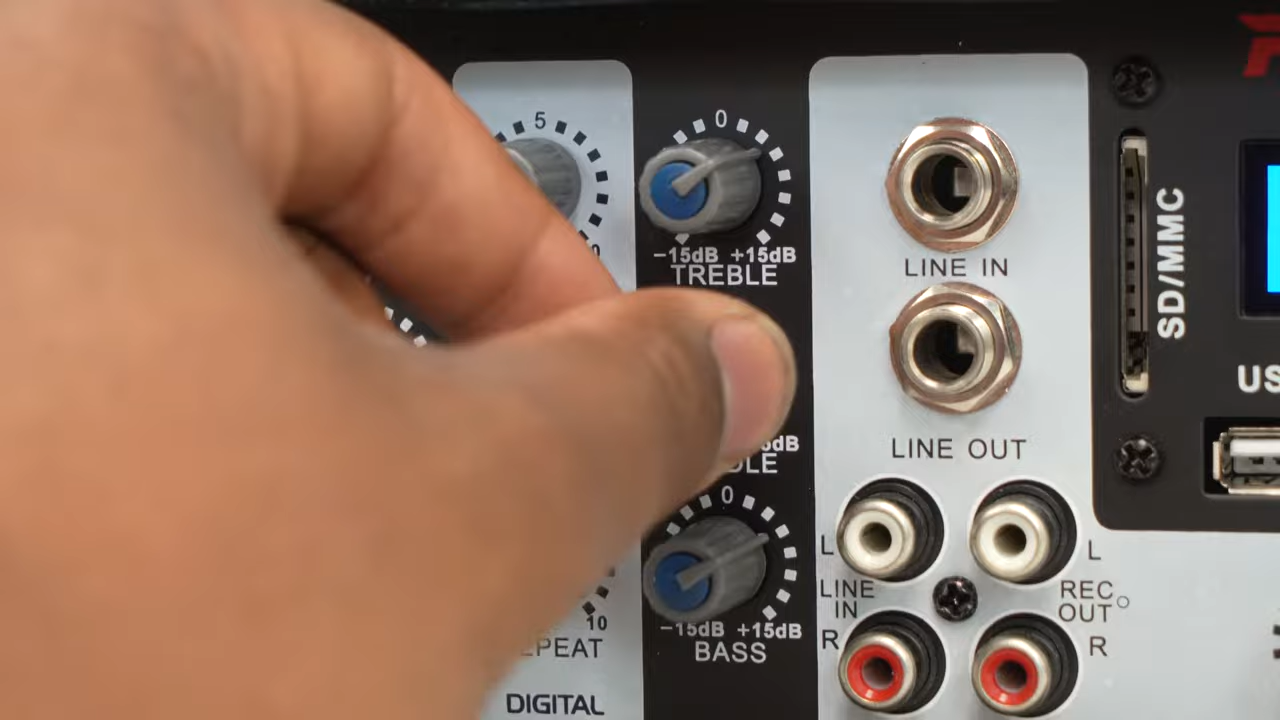 5
0
−15dB +15dB
TREBLE
LINE IN
SD/MMC
LINE OUT
0
L
L
LINE
IN
REC
OUT
R
R
10
−15dB +15dB
BASS
DIGITAL